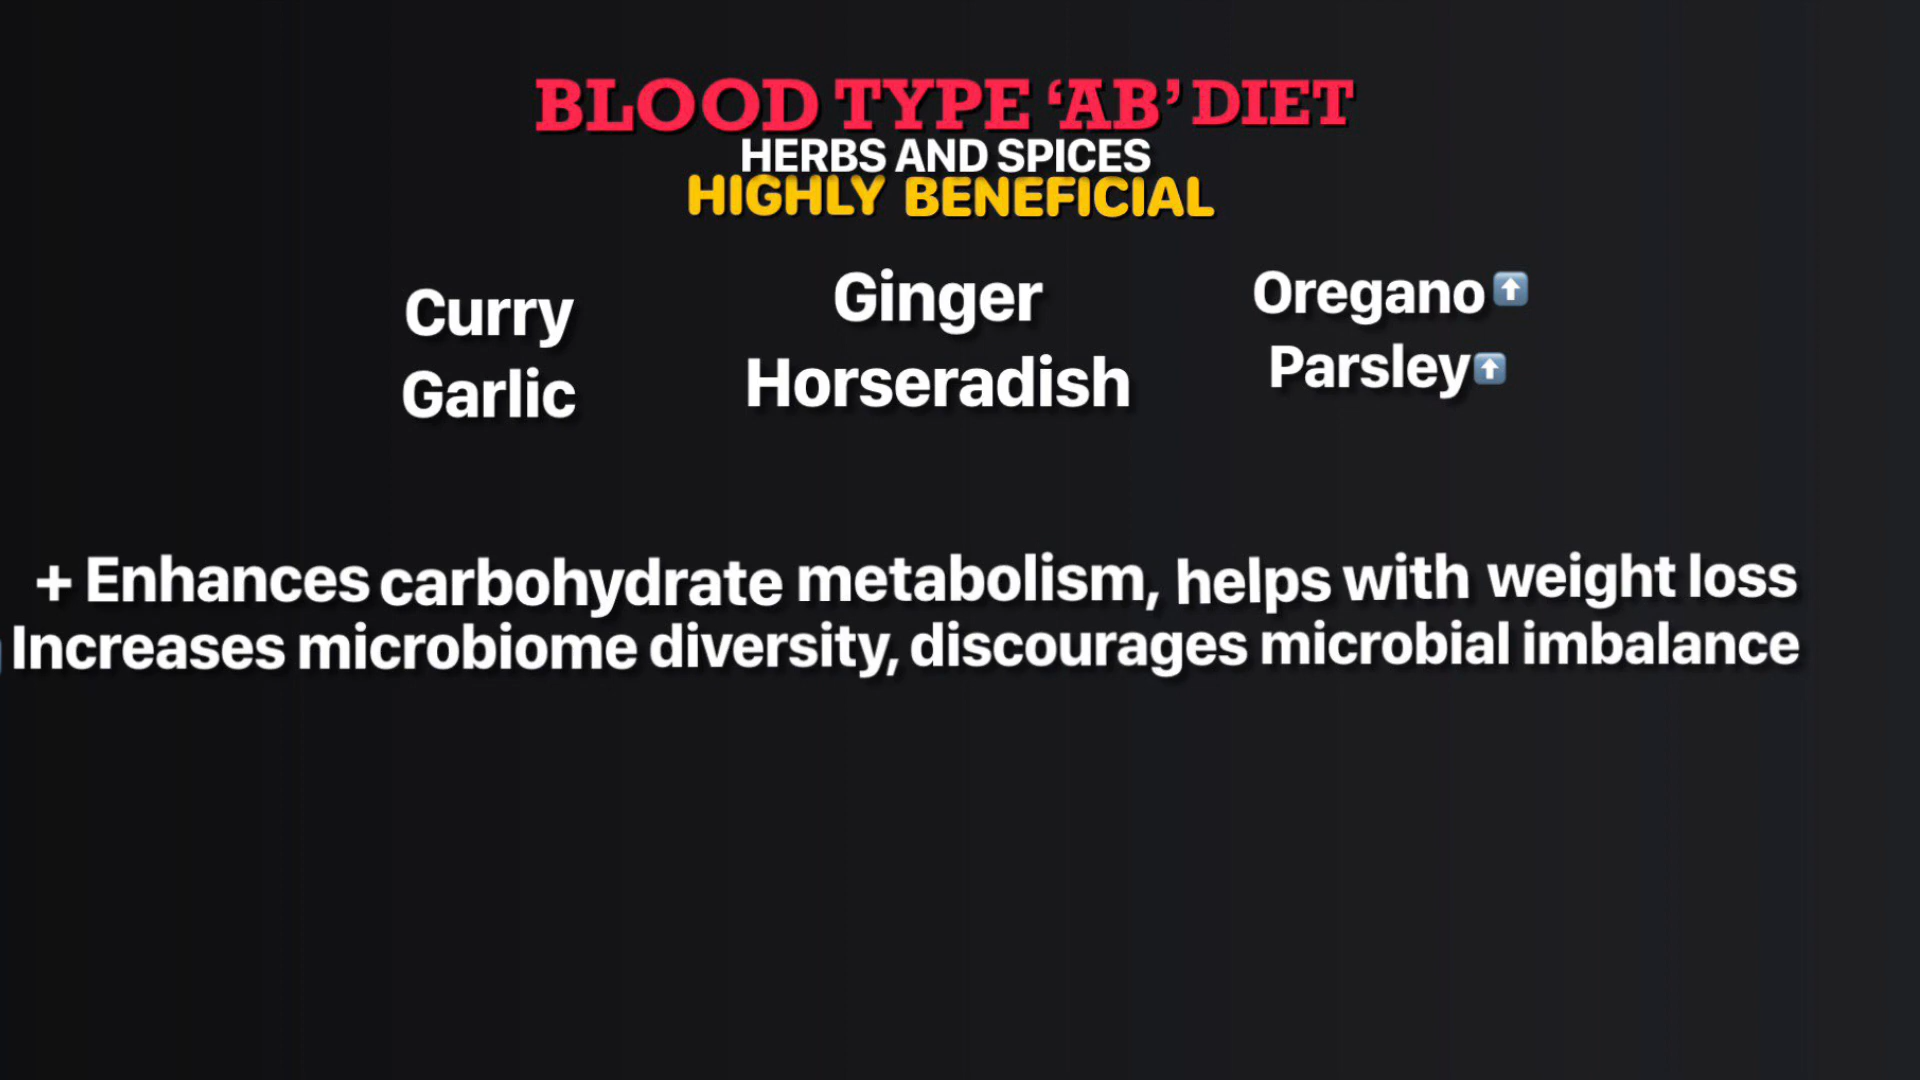 BLOOD TYPE ‘AB’ DIET
HERBS AND SPICES
HIGHLY BENEFICIAL
Curry
Garlic
Ginger
Horseradish
Oregano⬆️
Parsley⬆️
+ Enhances carbohydrate metabolism, helps with weight loss
Increases microbiome diversity, discourages microbial imbalance